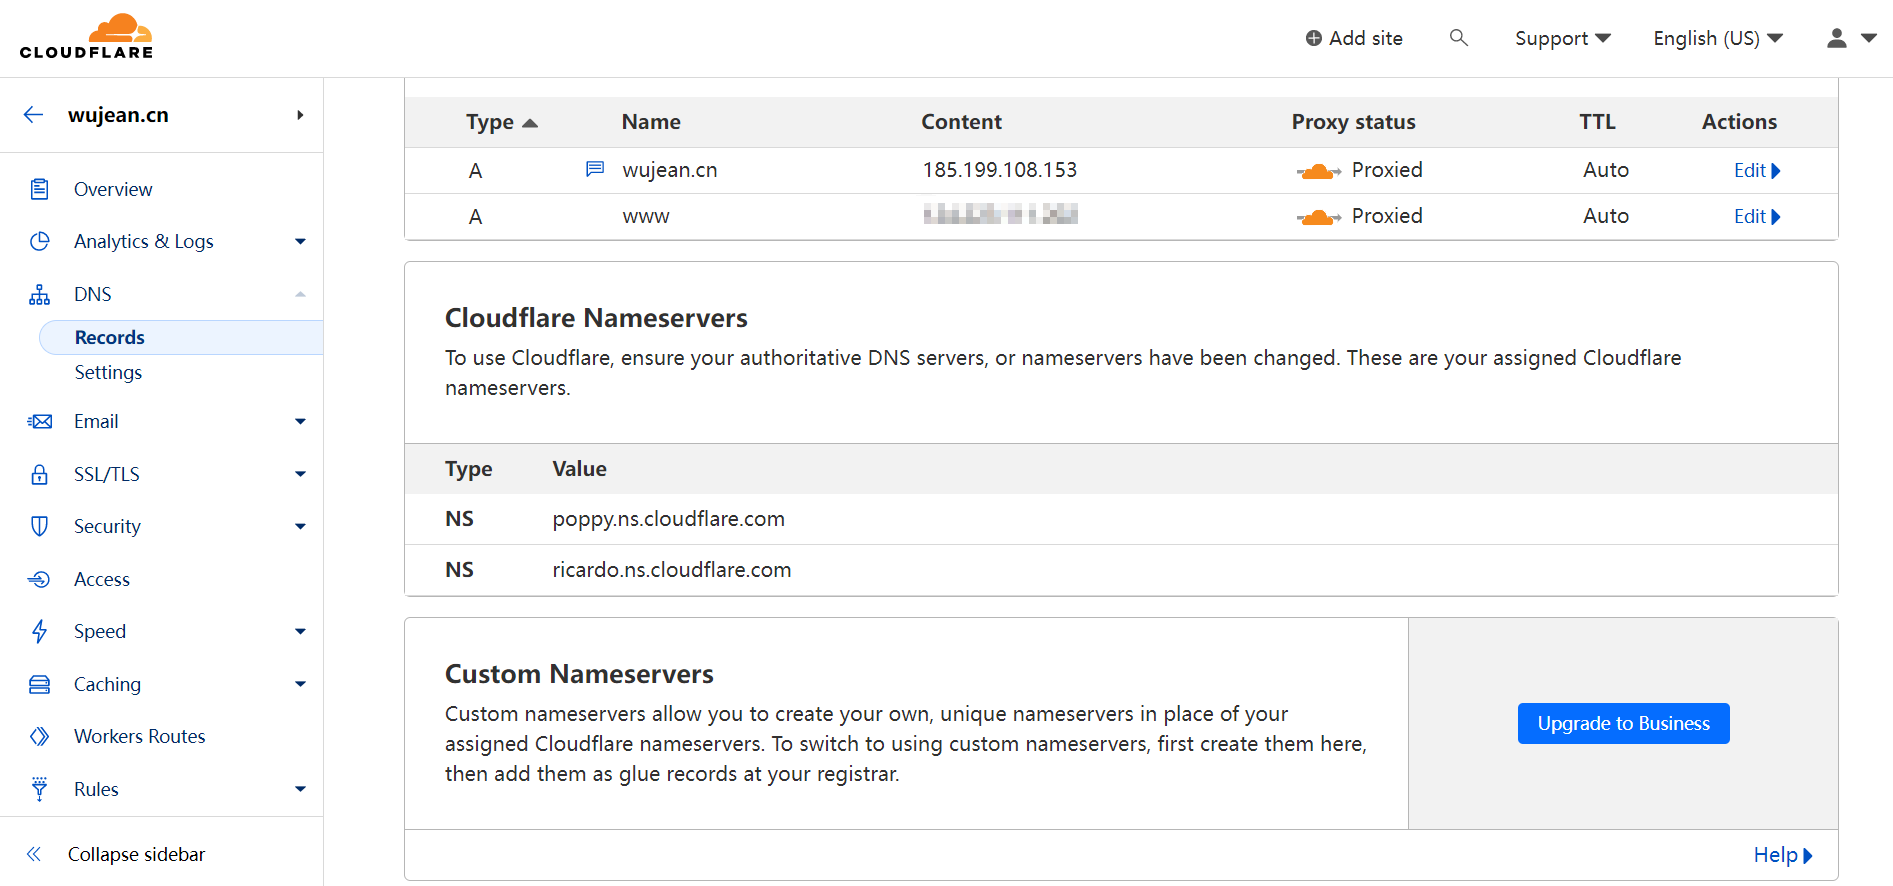 CLOUDFLARE
Add site
Support
English (US)
wujean.cn
Overview
Analytics & Logs
DNS
Records
Settings
Email
SSL/TLS
Security
Access
Speed
Caching
Workers Routes
Rules
Collapse sidebar
Type Name Content Proxy status TTL Actions
A wujean.cn 185.199.108.153 Proxied Auto Edit
A www Proxied Auto Edit
Cloudflare Nameservers
To use Cloudflare, ensure your authoritative DNS servers, or nameservers have been changed. These are your assigned Cloudflare
nameservers.
Type Value
NS poppy.ns.cloudflare.com
NS ricardo.ns.cloudflare.com
Custom Nameservers
Custom nameservers allow you to create your own, unique nameservers in place of your
assigned Cloudflare nameservers. To switch to using custom nameservers, first create them here,
then add them as glue records at your registrar.
Upgrade to Business
Help